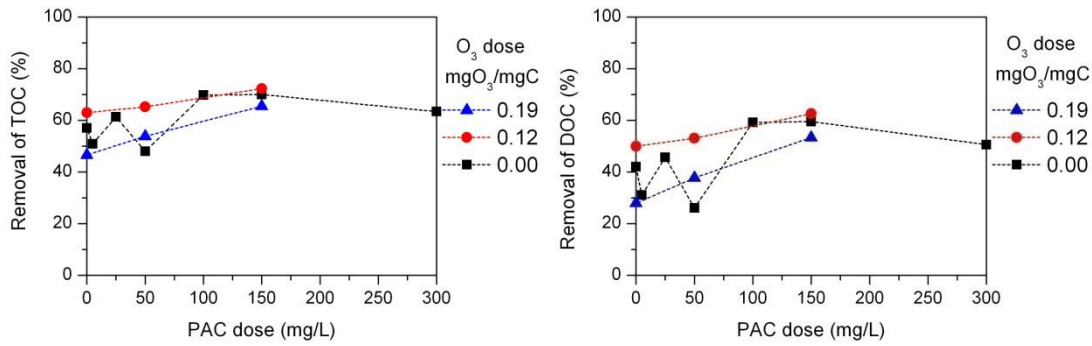 Removal of TOC (%)
100
80
60
40
20
0
0 50 100 150 200 250 300
PAC dose (mg/L)
O₃ dose
mgO₃/mgC
0.19
0.12
0.00
Removal of DOC (%)
100
80
60
40
20
0
0 50 100 150 200 250 300
PAC dose (mg/L)
O₃ dose
mgO₃/mgC
0.19
0.12
0.00